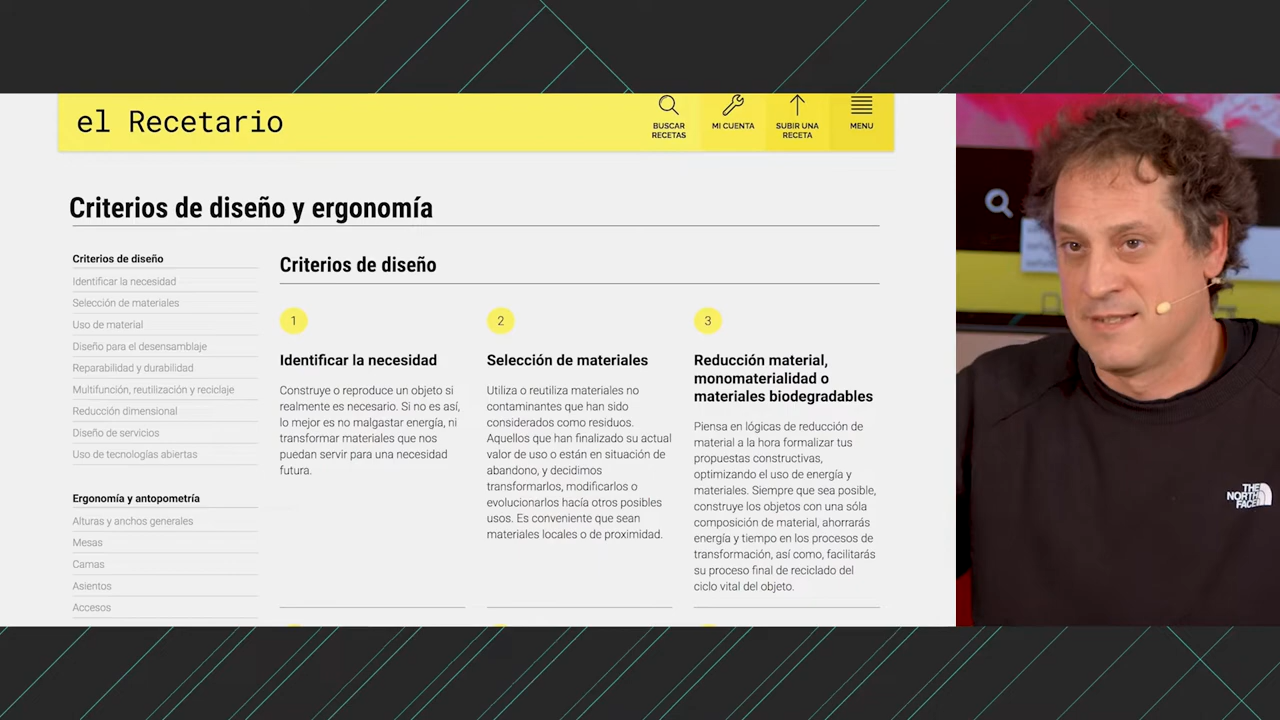 el Recetario
BUSCAR
RECETAS
MI CUENTA
SUBIR UNA
RECETA
MENU
Criterios de diseño y ergonomía
Criterios de diseño
Identificar la necesidad
Selección de materiales
Uso de material
Diseño para el desensamblaje
Reparabilidad y durabilidad
Multifunción, reutilización y reciclaje
Reducción dimensional
Diseño de servicios
Uso de tecnologías abiertas
Ergonomía y antopometría
Alturas y anchos generales
Mesas
Camas
Asientos
Accesos
Criterios de diseño
1
Identificar la necesidad
Construye o reproduce un objeto si
realmente es necesario. Si no es así,
lo mejor es no malgastar energía, ni
transformar materiales que nos
puedan servir para una necesidad
futura.
2
Selección de materiales
Utiliza o reutiliza materiales no
contaminantes que han sido
considerados como residuos.
Aquellos que han finalizado su actual
valor de uso o están en situación de
abandono, y decidimos
transformarlos, modificarlos o
evolucionarlos hacía otros posibles
usos. Es conveniente que sean
materiales locales o de proximidad.
3
Reducción material,
monomaterialidad o
materiales biodegradables
Piensa en lógicas de reducción de
material a la hora formalizar tus
propuestas constructivas,
optimizando el uso de energía y
materiales. Siempre que sea posible,
construye los objetos con una sóla
composición de material, ahorrarás
energía y tiempo en los procesos de
transformación, así como, facilitarás
su proceso final de reciclado del
ciclo vital del objeto.
THE
NORTH
FACE